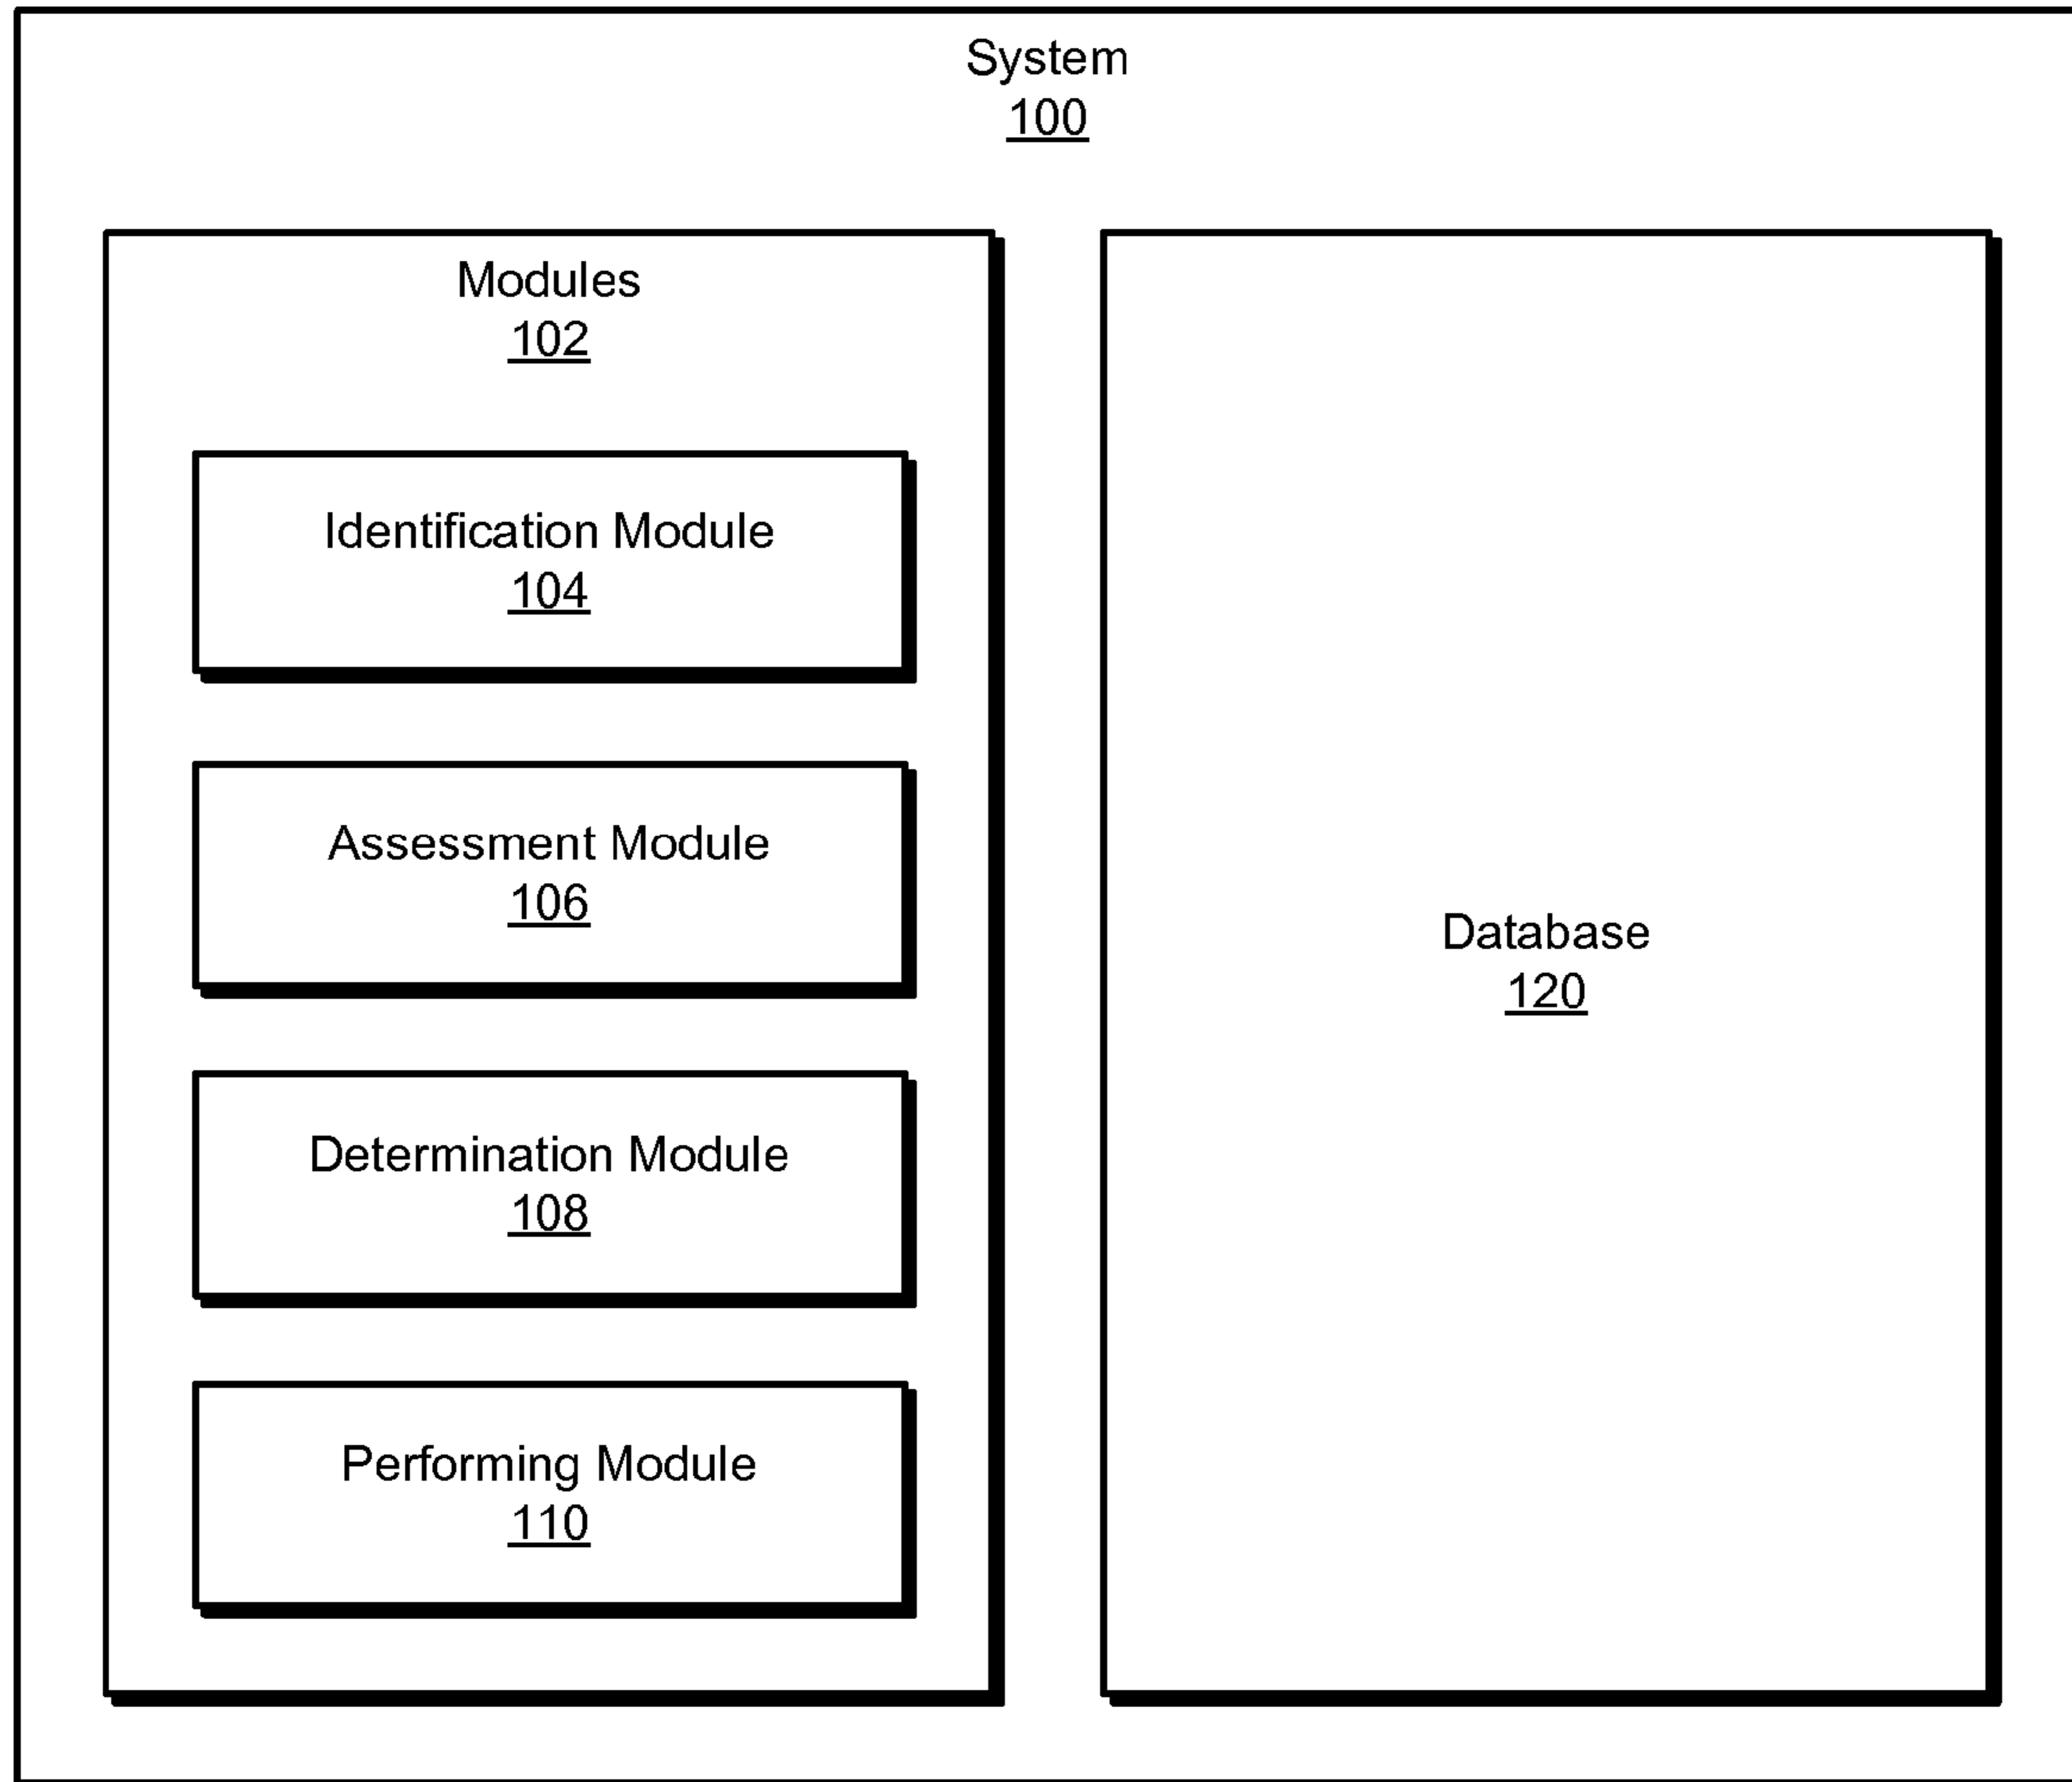 System
100
Modules
102
Identification Module
104
Assessment Module
106
Determination Module
108
Performing Module
110
Database
120